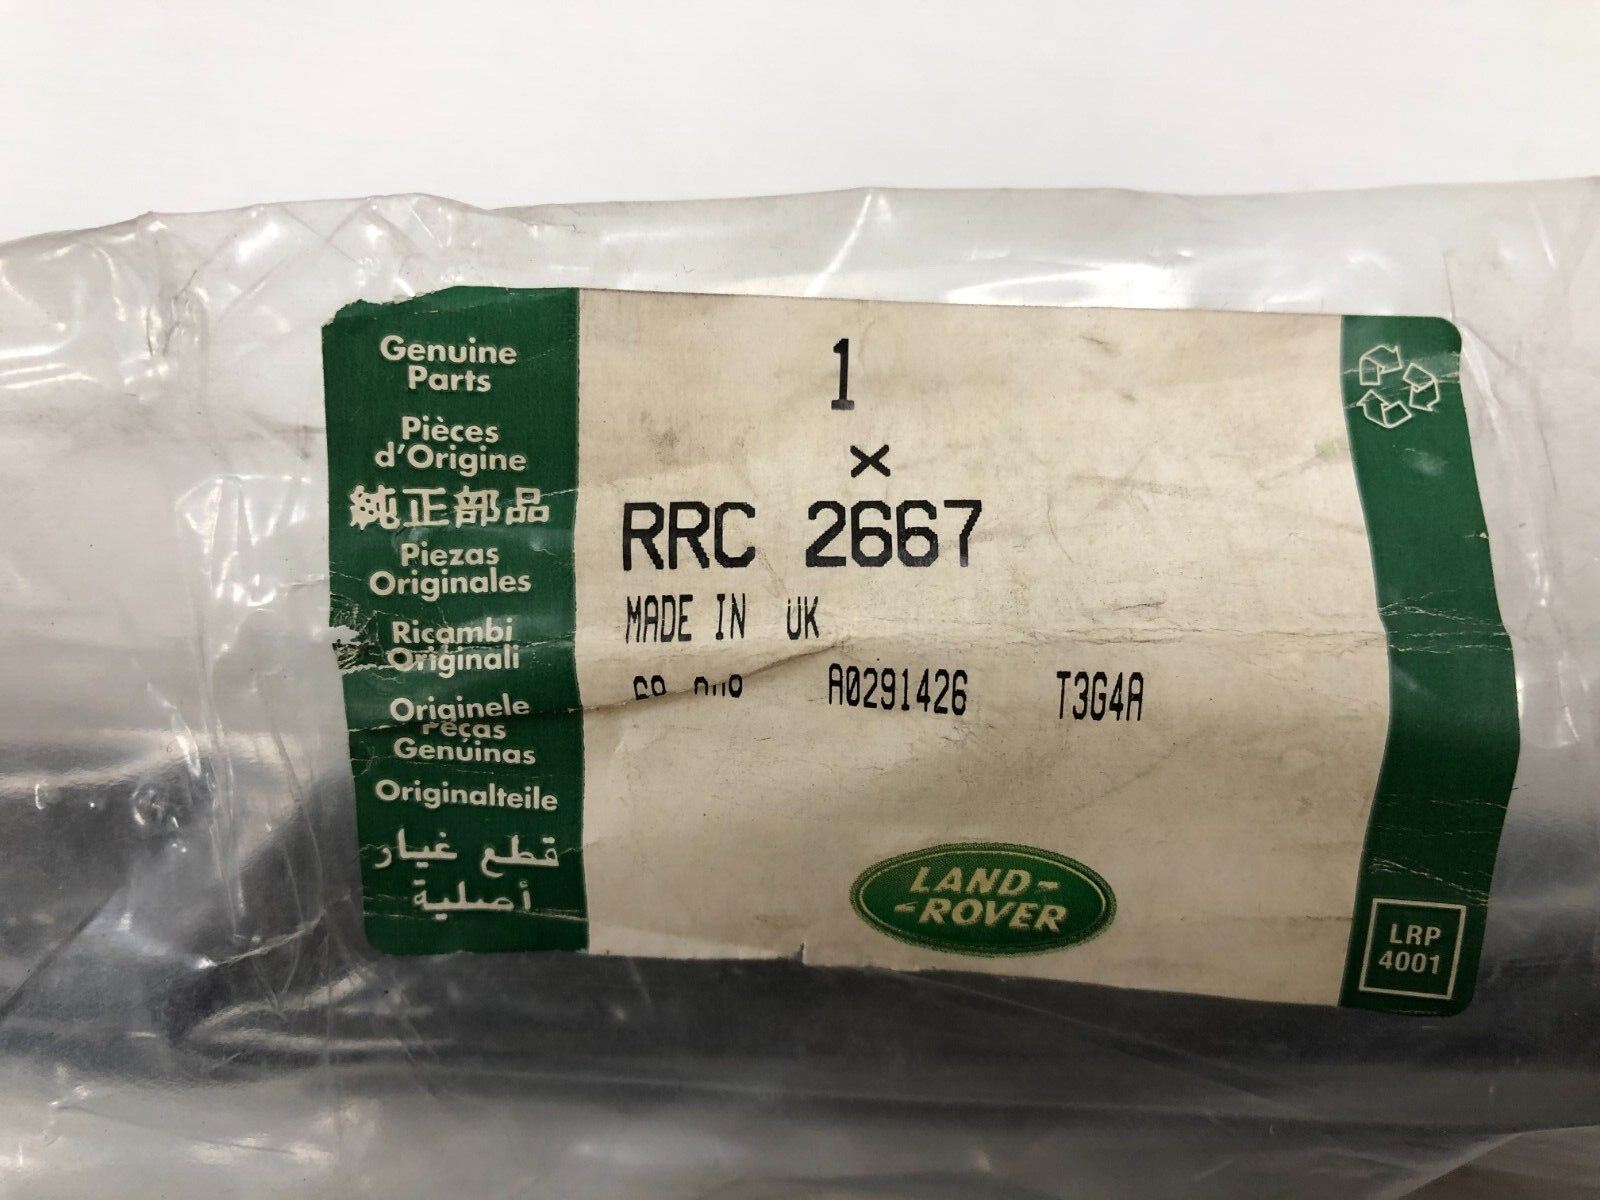 Genuine
Parts
Pièces
d'Origine
純正部品
Piezas
Originales
Ricambi
Originali
Originele
Peças
Genuinas
Originalteile
قطع غيار
أصلية
1
×
RRC 2667
MADE IN UK
A0291426 T3G4A
LAND-
-ROVER
LRP
4001